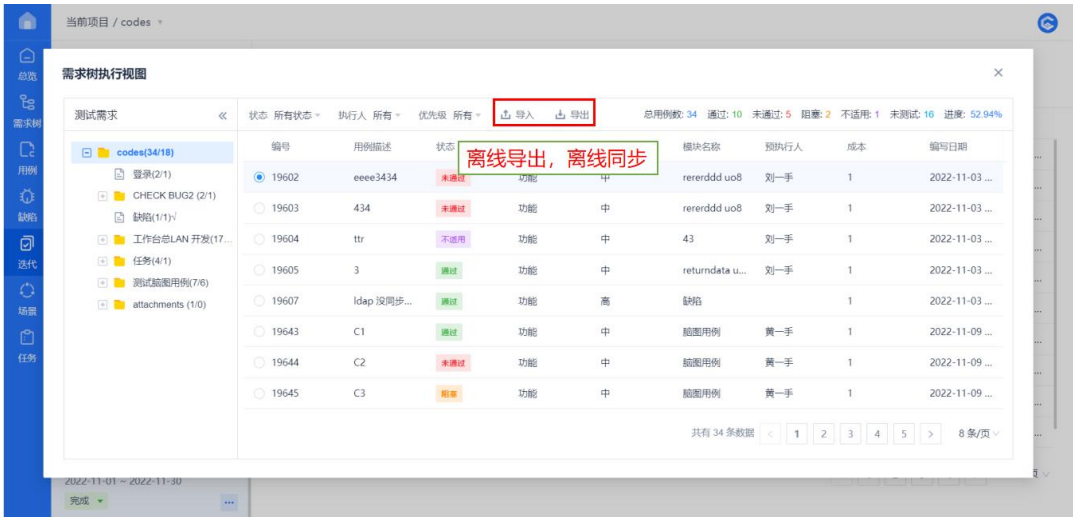 当前项目 / codes
总览
需求树
用例
缺陷
迭代
场景
任务
需求树执行视图
测试需求
状态 所有状态 执行人 所有 优先级 所有 导入 导出 总用例数: 34 通过: 10 未通过: 5 阻塞: 2 不适用: 1 未测试: 16 进度: 52.94%
离线导出，离线同步
codes(34/18)
登录(2/1)
CHECK BUG2 (2/1)
缺陷(1/1)√
工作台总LAN 开发(17...
任务(4/1)
测试脑图用例(7/6)
attachments (1/0)
编号 用例描述 状态 模块名称 预执行人 成本 编写日期
19602 eeee3434 未通过 功能 中 rererddd uo8 刘一手 1 2022-11-03 ...
19603 434 未通过 功能 中 rererddd uo8 刘一手 1 2022-11-03 ...
19604 ttr 不适用 功能 中 43 刘一手 1 2022-11-03 ...
19605 3 通过 功能 中 returndata u... 刘一手 1 2022-11-03 ...
19607 ldap 没同步... 通过 功能 高 缺陷 1 2022-11-03 ...
19643 C1 通过 功能 中 脑图用例 黄一手 1 2022-11-09 ...
19644 C2 未通过 功能 中 脑图用例 黄一手 1 2022-11-09 ...
19645 C3 阻塞 功能 中 脑图用例 黄一手 1 2022-11-09 ...
共有 34 条数据 < 1 2 3 4 5 > 8 条/页
2022-11-01 ~ 2022-11-30
完成